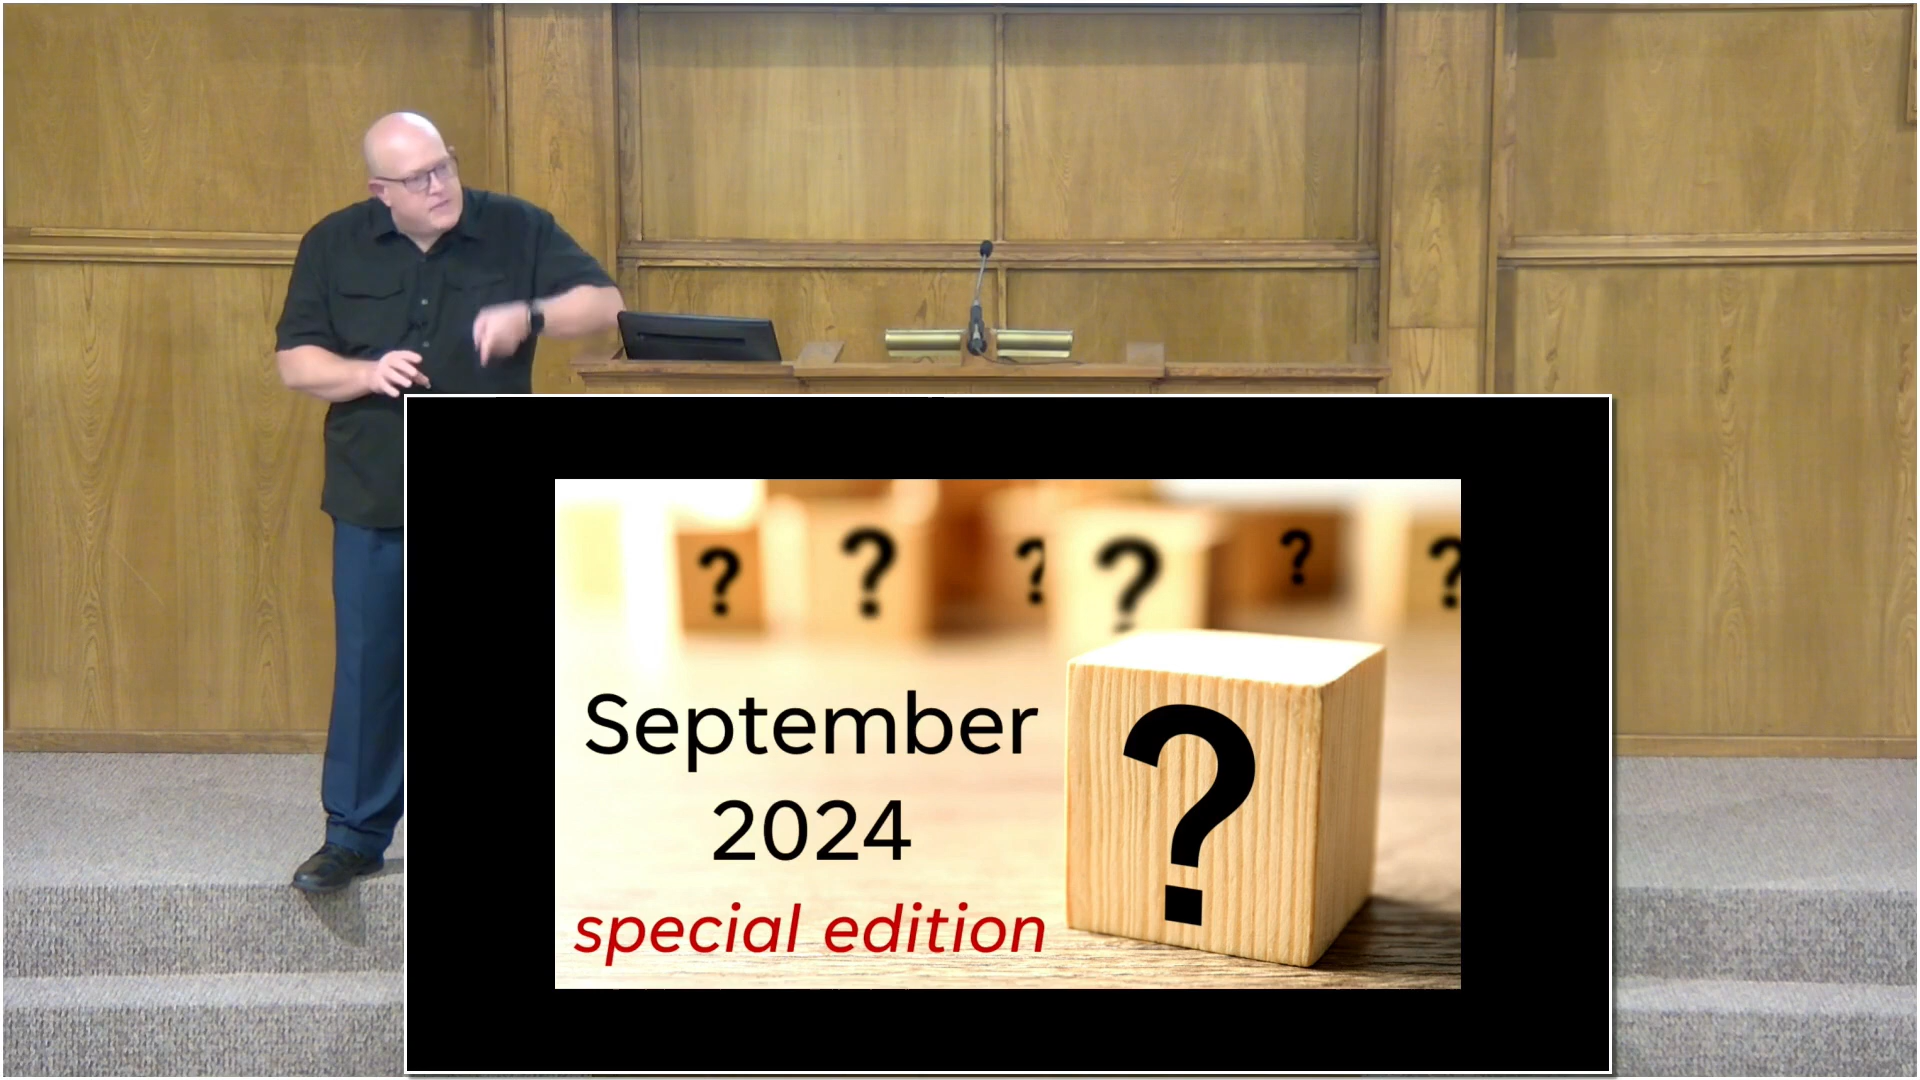 ? ? ? ? ? ?
September
2024
special edition
?